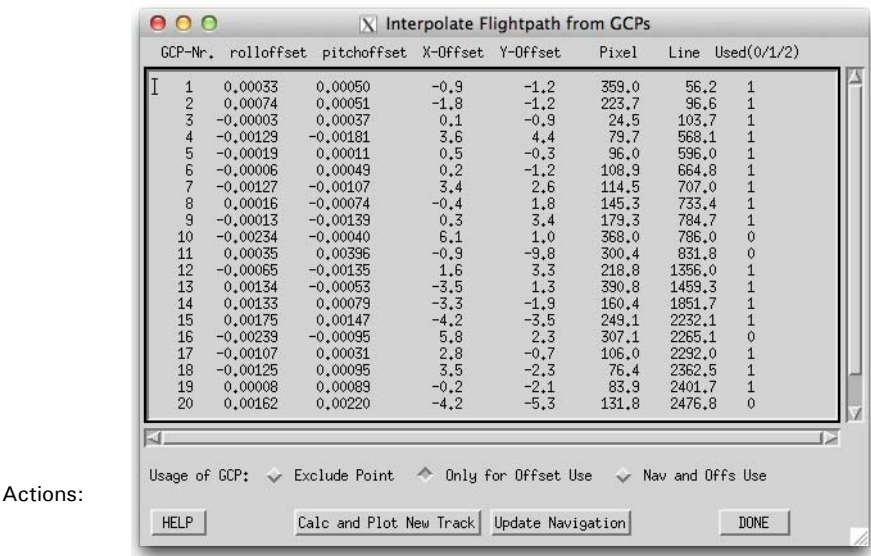 Interpolate Flightpath from GCPs
GCP-Nr. rolloffset pitchoffset X-Offset Y-Offset Pixel Line Used(0/1/2)
1 0.00033 0.00050 -0.9 -1.2 359.0 56.2 1
2 0.00074 0.00051 -1.8 -1.2 223.7 96.6 1
3 -0.00003 0.00037 0.1 -0.9 24.5 103.7 1
4 -0.00129 -0.00181 3.6 4.4 79.7 568.1 1
5 -0.00019 0.00011 0.5 -0.3 96.0 596.0 1
6 -0.00006 0.00049 0.2 -1.2 108.9 664.8 1
7 -0.00127 -0.00107 3.4 2.6 114.5 707.0 1
8 0.00016 -0.00074 -0.4 1.8 145.3 733.4 1
9 -0.00013 -0.00139 0.3 3.4 179.3 784.7 1
10 -0.00234 -0.00040 6.1 1.0 368.0 786.0 0
11 0.00035 0.00396 -0.9 -9.8 300.4 831.8 0
12 -0.00065 -0.00135 1.6 3.3 218.8 1356.0 1
13 0.00134 -0.00053 -3.5 1.3 390.8 1459.3 1
14 0.00133 0.00079 -3.3 -1.9 160.4 1851.7 1
15 0.00175 0.00147 -4.2 -3.5 249.1 2232.1 1
16 -0.00239 -0.00095 5.8 2.3 307.1 2265.1 0
17 -0.00107 0.00031 2.8 -0.7 106.0 2292.0 1
18 -0.00125 0.00095 3.5 -2.3 76.4 2362.5 1
19 0.00008 0.00089 -0.2 -2.1 83.9 2401.7 1
20 0.00162 0.00220 -4.2 -5.3 131.8 2476.8 0
Usage of GCP: Exclude Point Only for Offset Use Nav and Offs Use
Actions:
HELP Calc and Plot New Track Update Navigation DONE